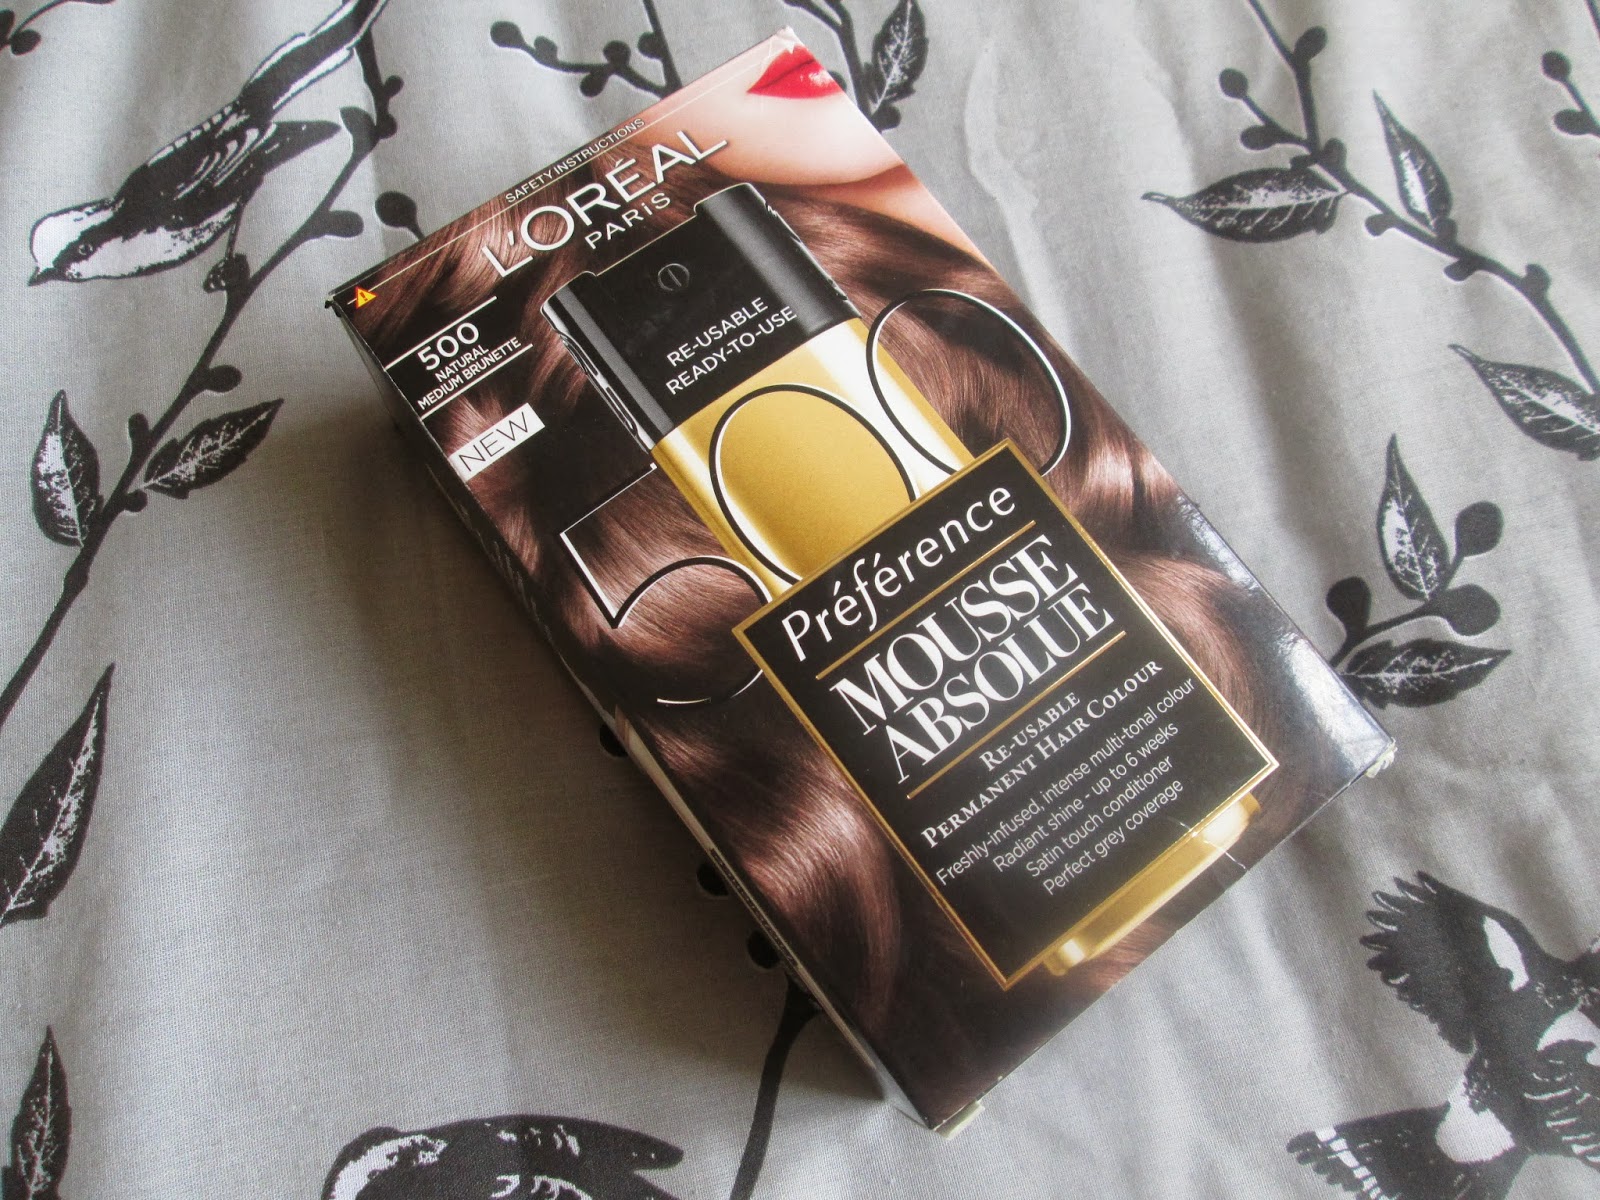 SAFETY INSTRUCTIONS
L'ORÉAL
PARiS
500
NATURAL
MEDIUM BRUNETTE
NEW
RE-USABLE
READY-TO-USE
500
Préférence
MOUSSE
ABSOLUE
RE-USABLE
PERMANENT HAIR COLOUR
Freshly-infused, intense multi-tonal colour
Radiant shine - up to 6 weeks
Satin touch conditioner
Perfect grey coverage